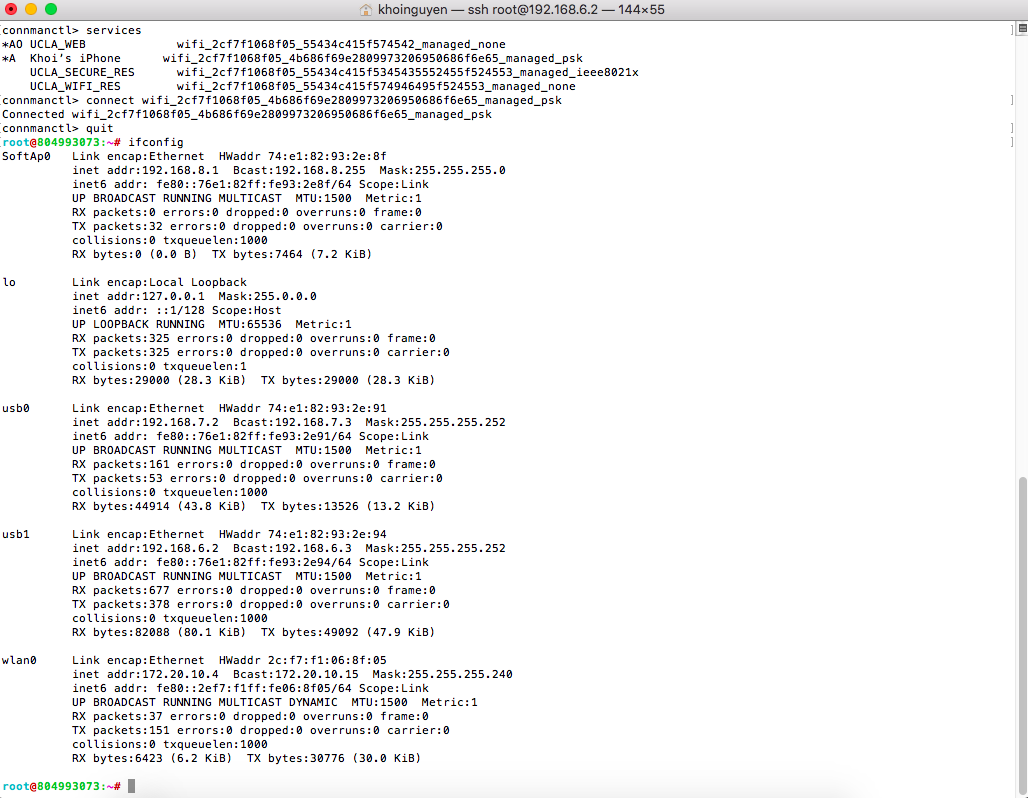 khoinguyen — ssh root@192.168.6.2 — 144×55
[connmanctl> services ]
*AO UCLA_WEB             wifi_2cf7f1068f05_55434c415f574542_managed_none
*A  Khoi’s iPhone      wifi_2cf7f1068f05_4b686f69e2809973206950686f6e65_managed_psk
    UCLA_SECURE_RES      wifi_2cf7f1068f05_55434c415f5345435552455f524553_managed_ieee8021x
    UCLA_WIFI_RES        wifi_2cf7f1068f05_55434c415f574946495f524553_managed_none
[connmanctl> connect wifi_2cf7f1068f05_4b686f69e2809973206950686f6e65_managed_psk ]
Connected wifi_2cf7f1068f05_4b686f69e2809973206950686f6e65_managed_psk
[connmanctl> quit ]
[root@804993073:~# ifconfig ]
SoftAp0   Link encap:Ethernet  HWaddr 74:e1:82:93:2e:8f
          inet addr:192.168.8.1  Bcast:192.168.8.255  Mask:255.255.255.0
          inet6 addr: fe80::76e1:82ff:fe93:2e8f/64 Scope:Link
          UP BROADCAST RUNNING MULTICAST  MTU:1500  Metric:1
          RX packets:0 errors:0 dropped:0 overruns:0 frame:0
          TX packets:32 errors:0 dropped:0 overruns:0 carrier:0
          collisions:0 txqueuelen:1000
          RX bytes:0 (0.0 B)  TX bytes:7464 (7.2 KiB)
lo        Link encap:Local Loopback
          inet addr:127.0.0.1  Mask:255.0.0.0
          inet6 addr: ::1/128 Scope:Host
          UP LOOPBACK RUNNING  MTU:65536  Metric:1
          RX packets:325 errors:0 dropped:0 overruns:0 frame:0
          TX packets:325 errors:0 dropped:0 overruns:0 carrier:0
          collisions:0 txqueuelen:1
          RX bytes:29000 (28.3 KiB)  TX bytes:29000 (28.3 KiB)
usb0      Link encap:Ethernet  HWaddr 74:e1:82:93:2e:91
          inet addr:192.168.7.2  Bcast:192.168.7.3  Mask:255.255.255.252
          inet6 addr: fe80::76e1:82ff:fe93:2e91/64 Scope:Link
          UP BROADCAST RUNNING MULTICAST  MTU:1500  Metric:1
          RX packets:161 errors:0 dropped:0 overruns:0 frame:0
          TX packets:53 errors:0 dropped:0 overruns:0 carrier:0
          collisions:0 txqueuelen:1000
          RX bytes:44914 (43.8 KiB)  TX bytes:13526 (13.2 KiB)
usb1      Link encap:Ethernet  HWaddr 74:e1:82:93:2e:94
          inet addr:192.168.6.2  Bcast:192.168.6.3  Mask:255.255.255.252
          inet6 addr: fe80::76e1:82ff:fe93:2e94/64 Scope:Link
          UP BROADCAST RUNNING MULTICAST  MTU:1500  Metric:1
          RX packets:677 errors:0 dropped:0 overruns:0 frame:0
          TX packets:378 errors:0 dropped:0 overruns:0 carrier:0
          collisions:0 txqueuelen:1000
          RX bytes:82088 (80.1 KiB)  TX bytes:49092 (47.9 KiB)
wlan0     Link encap:Ethernet  HWaddr 2c:f7:f1:06:8f:05
          inet addr:172.20.10.4  Bcast:172.20.10.15  Mask:255.255.255.240
          inet6 addr: fe80::2ef7:f1ff:fe06:8f05/64 Scope:Link
          UP BROADCAST RUNNING MULTICAST DYNAMIC  MTU:1500  Metric:1
          RX packets:37 errors:0 dropped:0 overruns:0 frame:0
          TX packets:151 errors:0 dropped:0 overruns:0 carrier:0
          collisions:0 txqueuelen:1000
          RX bytes:6423 (6.2 KiB)  TX bytes:30776 (30.0 KiB)
root@804993073:~#